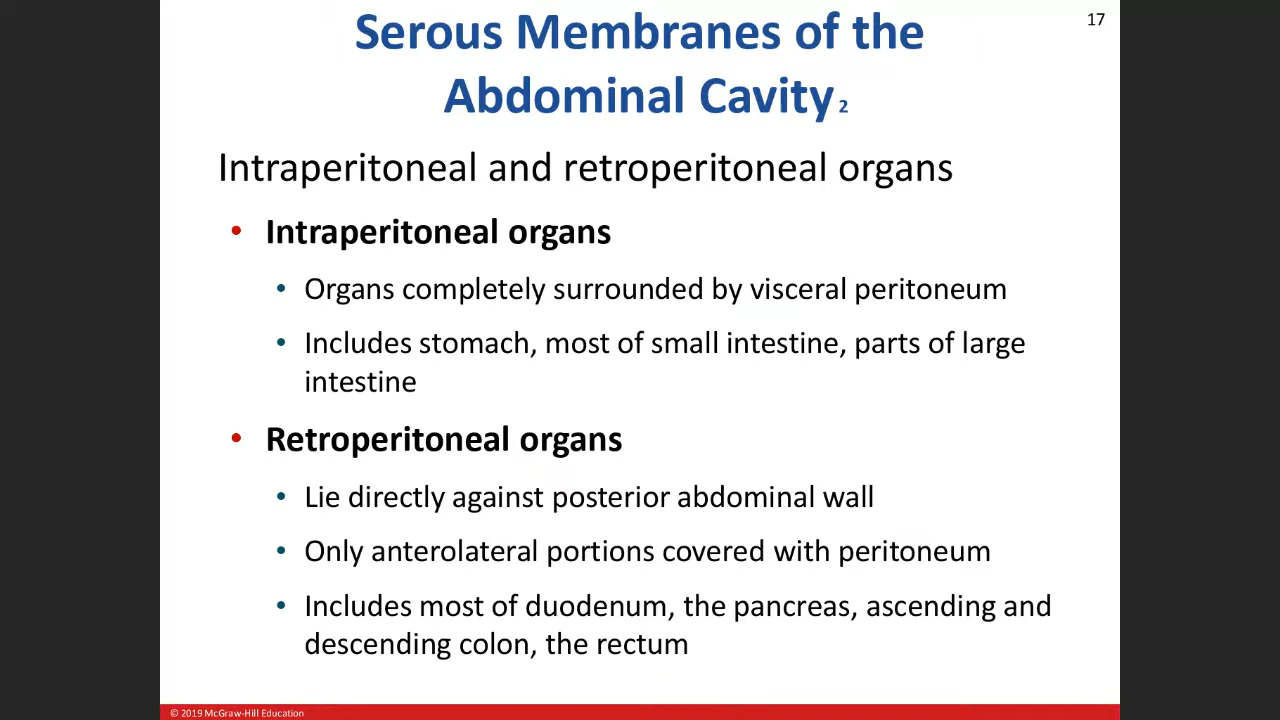 17
Serous Membranes of the
Abdominal Cavity 2
Intraperitoneal and retroperitoneal organs
• Intraperitoneal organs
• Organs completely surrounded by visceral peritoneum
• Includes stomach, most of small intestine, parts of large
intestine
• Retroperitoneal organs
• Lie directly against posterior abdominal wall
• Only anterolateral portions covered with peritoneum
• Includes most of duodenum, the pancreas, ascending and
descending colon, the rectum
© 2019 McGraw-Hill Education